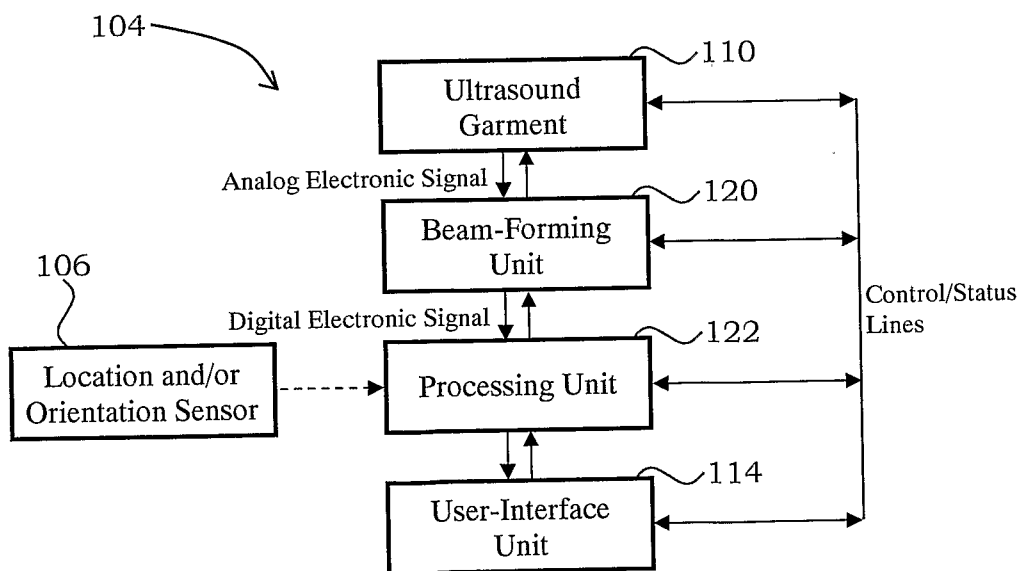 104
110
Ultrasound
Garment
Analog Electronic Signal
120
Beam-Forming
Unit
106
Control/Status
Lines
Digital Electronic Signal
122
Location and/or
Orientation Sensor
Processing Unit
114
User-Interface
Unit